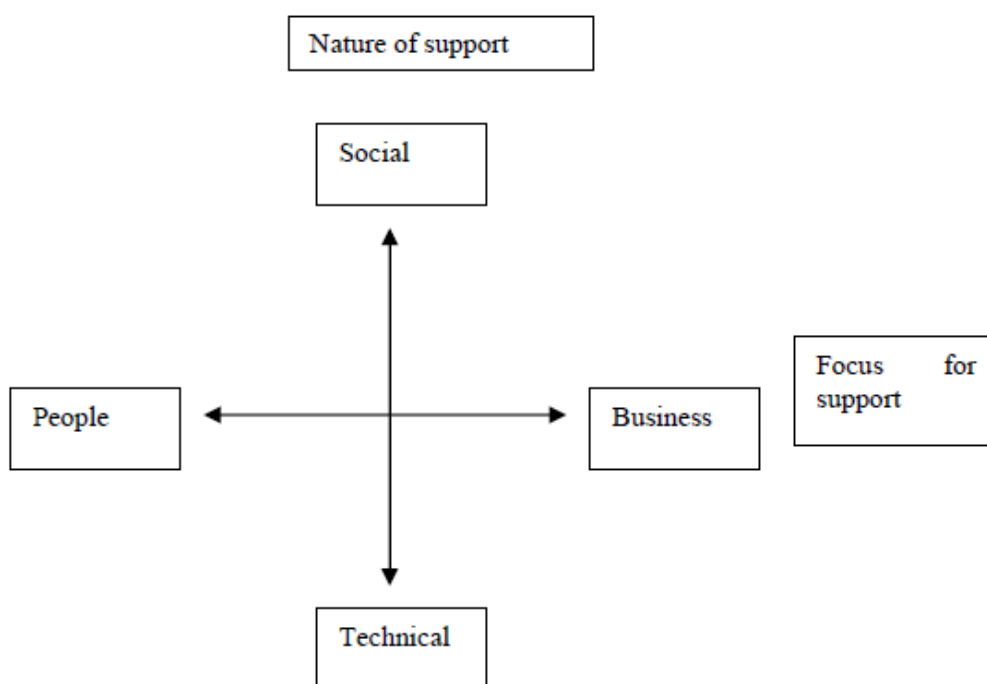 Nature of support
Social
Focus for
support
People
Business
Technical